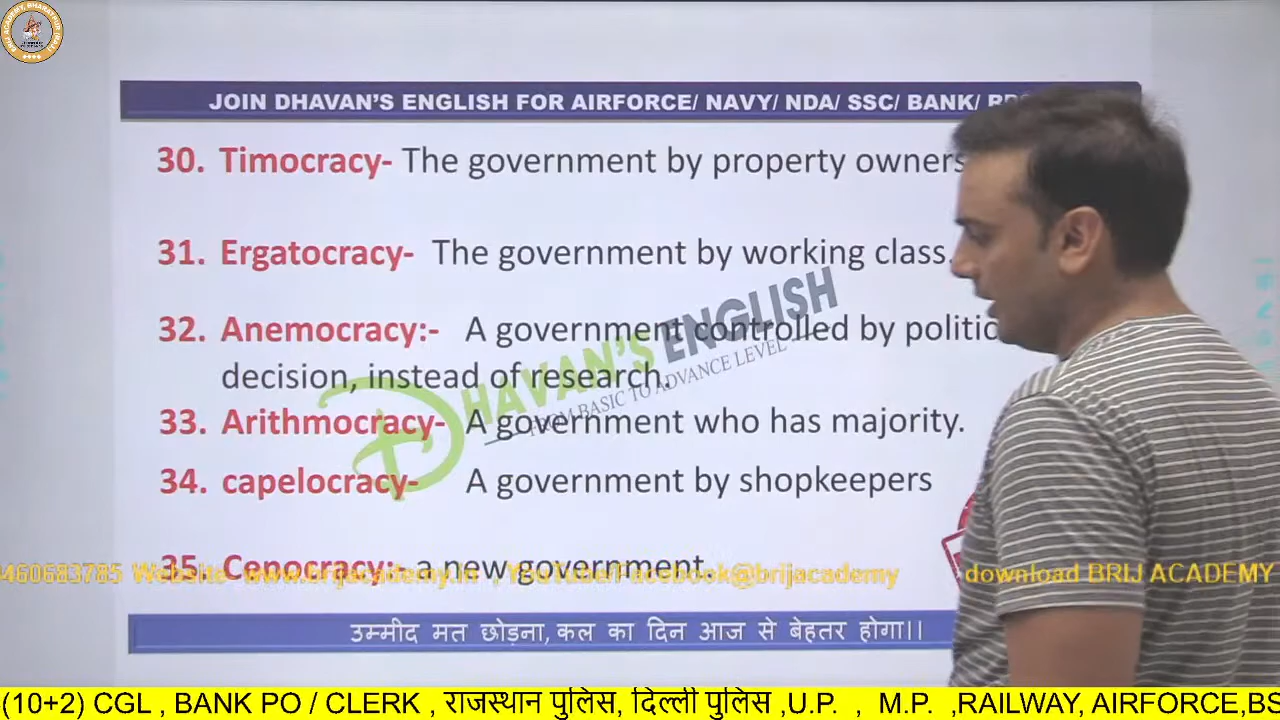 JOIN DHAVAN'S ENGLISH FOR AIRFORCE/ NAVY/ NDA/ SSC/ BANK/
30. Timocracy- The government by property owners
31. Ergatocracy- The government by working class.
32. Anemocracy:- A government controlled by
decision, instead of research.
33. Arithmocracy- A government who has majority.
34. capelocracy- A government by shopkeepers
35. Cenocracy:- a new government.
DHAVAN'S ENGLISH
FROM BASIC TO ADVANCE LEVEL
460683785 Website www.brijacademy.in , YouTube/Facebook@brijacademy download BRIJ ACADEMY
उम्मीद मत छोड़ना, कल का दिन आज से बेहतर होगा।।
(10+2) CGL , BANK PO / CLERK , राजस्थान पुलिस, दिल्ली पुलिस ,U.P. , M.P. ,RAILWAY, AIRFORCE,